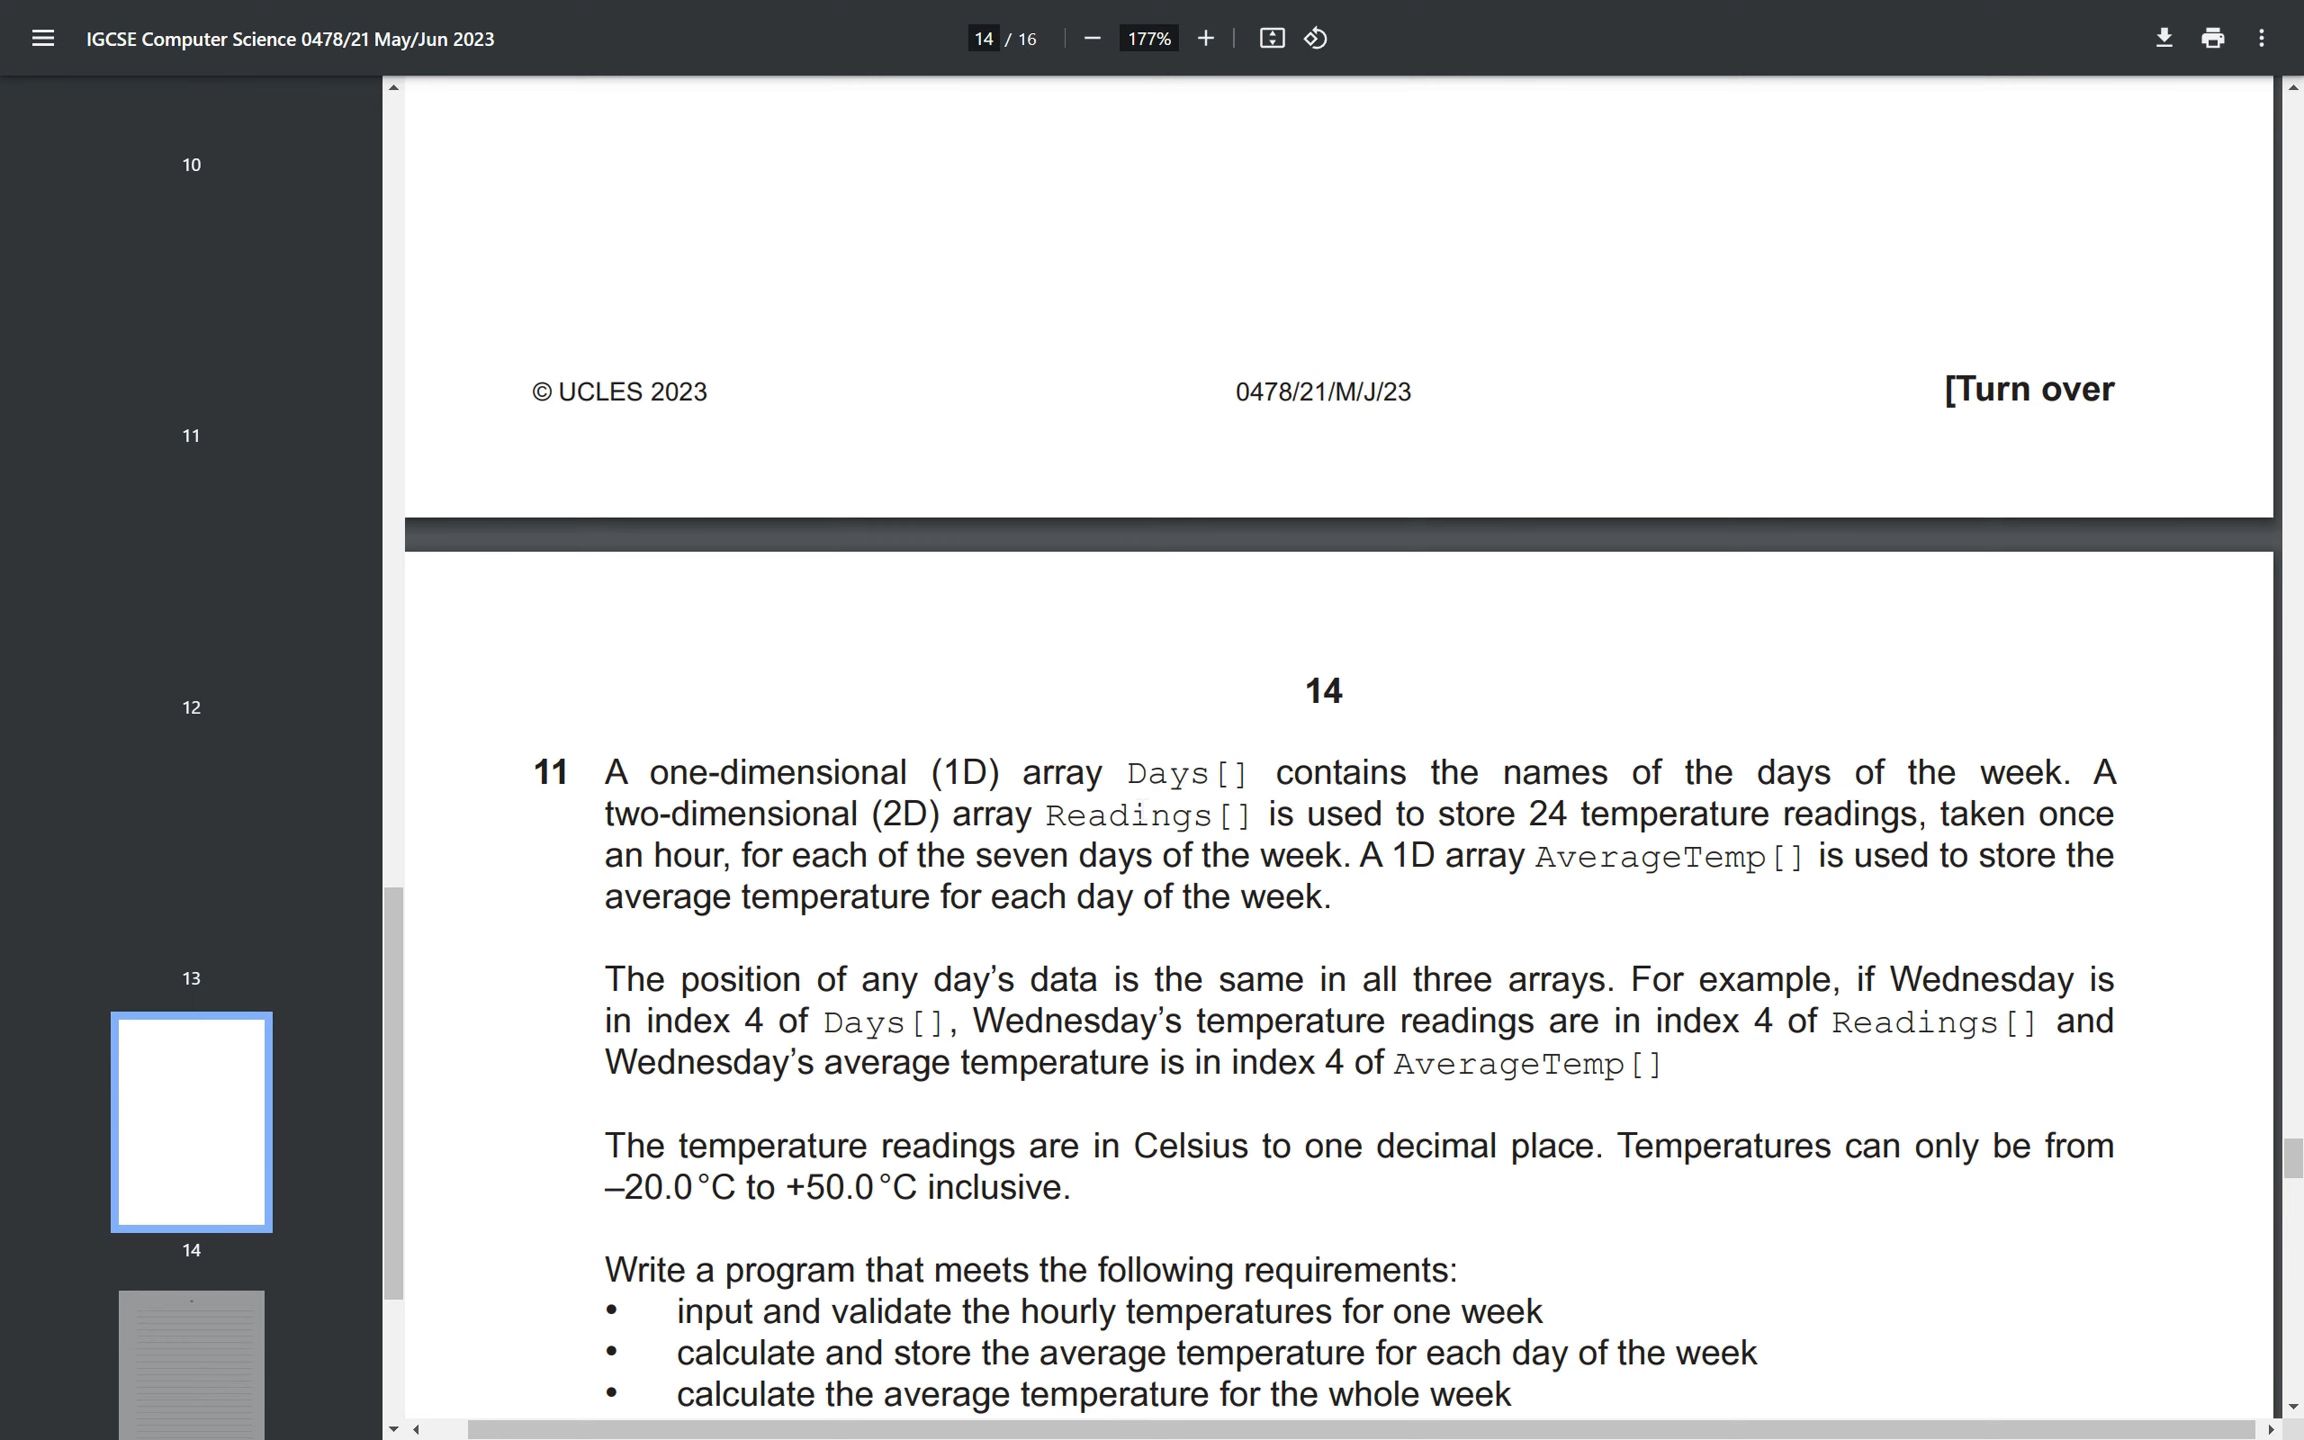 IGCSE Computer Science 0478/21 May/Jun 2023
14 / 16
177%
10
11
12
13
14
© UCLES 2023
0478/21/M/J/23
[Turn over
14
11 A one-dimensional (1D) array Days[] contains the names of the days of the week. A
two-dimensional (2D) array Readings[] is used to store 24 temperature readings, taken once
an hour, for each of the seven days of the week. A 1D array AverageTemp[] is used to store the
average temperature for each day of the week.
The position of any day’s data is the same in all three arrays. For example, if Wednesday is
in index 4 of Days[], Wednesday’s temperature readings are in index 4 of Readings[] and
Wednesday’s average temperature is in index 4 of AverageTemp[]
The temperature readings are in Celsius to one decimal place. Temperatures can only be from
–20.0°C to +50.0°C inclusive.
Write a program that meets the following requirements:
• input and validate the hourly temperatures for one week
• calculate and store the average temperature for each day of the week
• calculate the average temperature for the whole week